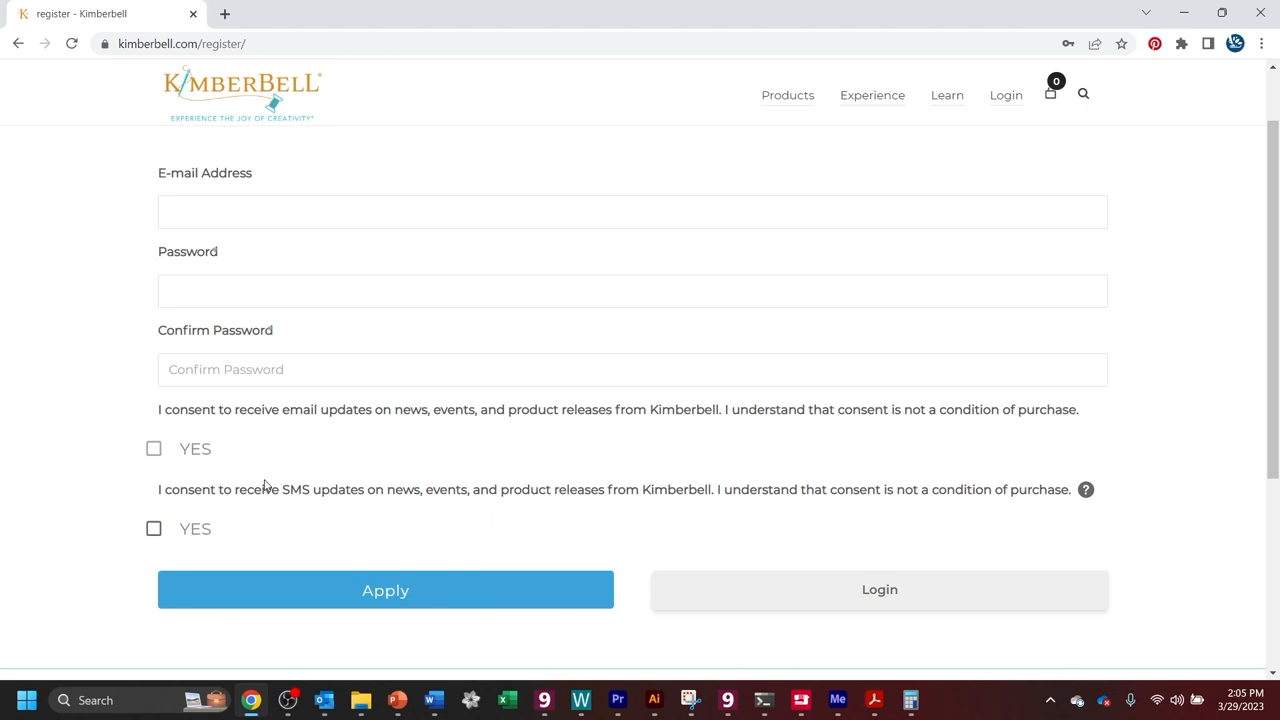 register - Kimberbell
kimberbell.com/register/
KIMBERBELL®
EXPERIENCE THE JOY OF CREATIVITY®
Products
Experience
Learn
Login
0
E-mail Address
Password
Confirm Password
Confirm Password
I consent to receive email updates on news, events, and product releases from Kimberbell. I understand that consent is not a condition of purchase.
YES
I consent to receive SMS updates on news, events, and product releases from Kimberbell. I understand that consent is not a condition of purchase. ?
YES
Apply
Login
Search
2:05 PM
3/29/2023